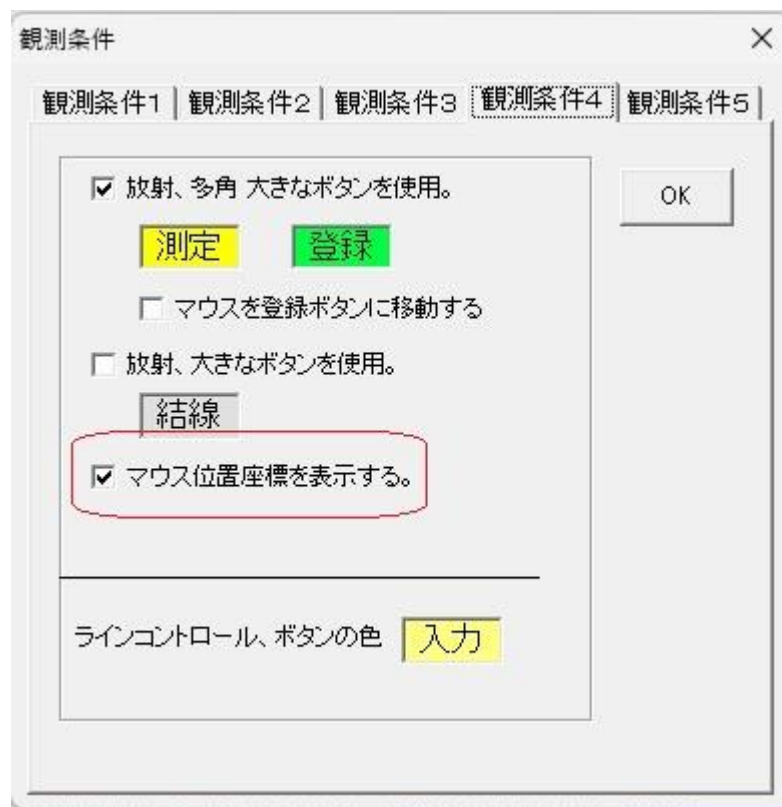 観測条件
観測条件1 観測条件2 観測条件3 観測条件4 観測条件5
放射、多角 大きなボタンを使用。
OK
測定 登録
マウスを登録ボタンに移動する
放射、大きなボタンを使用。
結線
マウス位置座標を表示する。
ラインコントロール、ボタンの色 入力